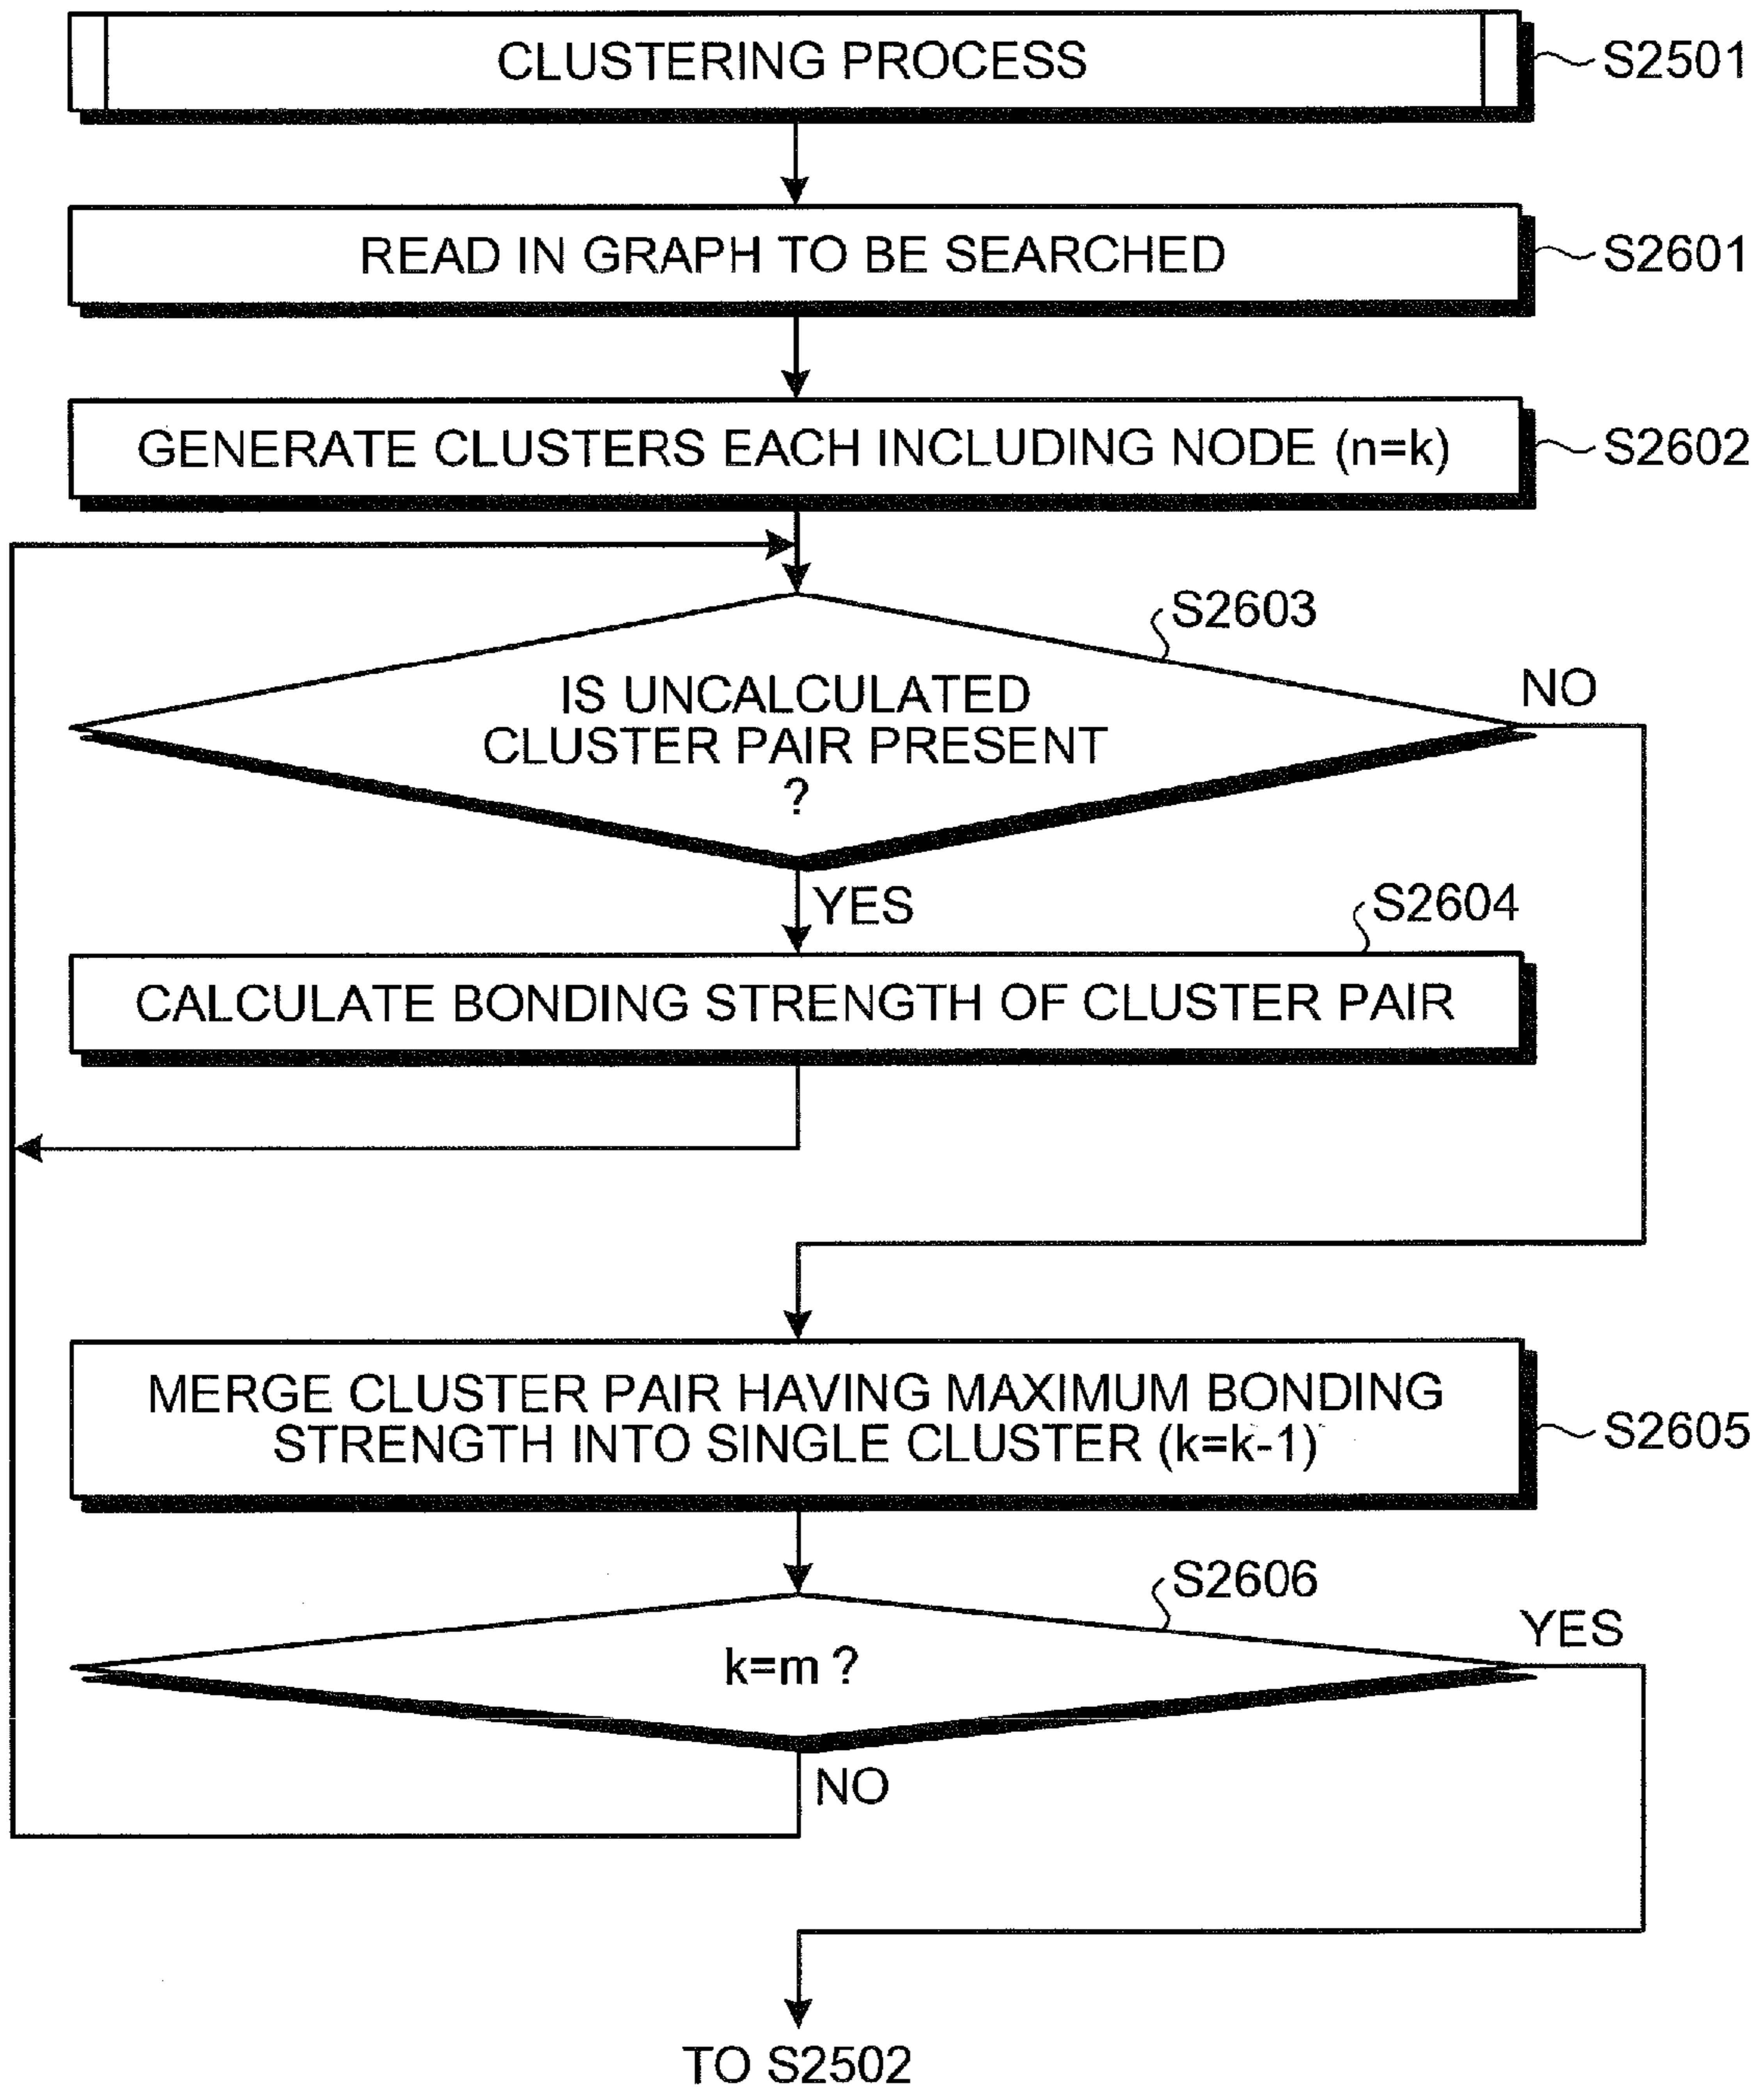 CLUSTERING PROCESS
S2501
READ IN GRAPH TO BE SEARCHED
S2601
GENERATE CLUSTERS EACH INCLUDING NODE (n=k)
S2602
S2603
IS UNCALCULATED
CLUSTER PAIR PRESENT
?
NO
YES
S2604
CALCULATE BONDING STRENGTH OF CLUSTER PAIR
MERGE CLUSTER PAIR HAVING MAXIMUM BONDING
STRENGTH INTO SINGLE CLUSTER (k=k-1)
S2605
S2606
k=m ?
YES
NO
TO S2502